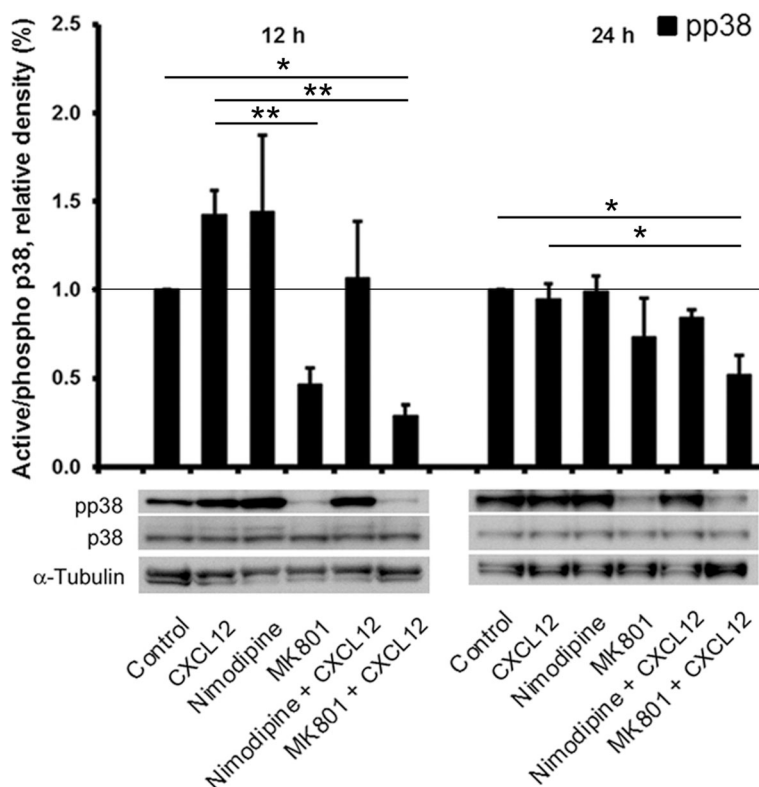 2.5
2.0
1.5
1.0
0.5
0.0
Active/phospho p38, relative density (%)
12 h
24 h
pp38
*
**
**
*
*
pp38
p38
α-Tubulin
Control
CXCL12
Nimodipine
MK801
Nimodipine + CXCL12
MK801 + CXCL12
Control
CXCL12
Nimodipine
MK801
Nimodipine + CXCL12
MK801 + CXCL12